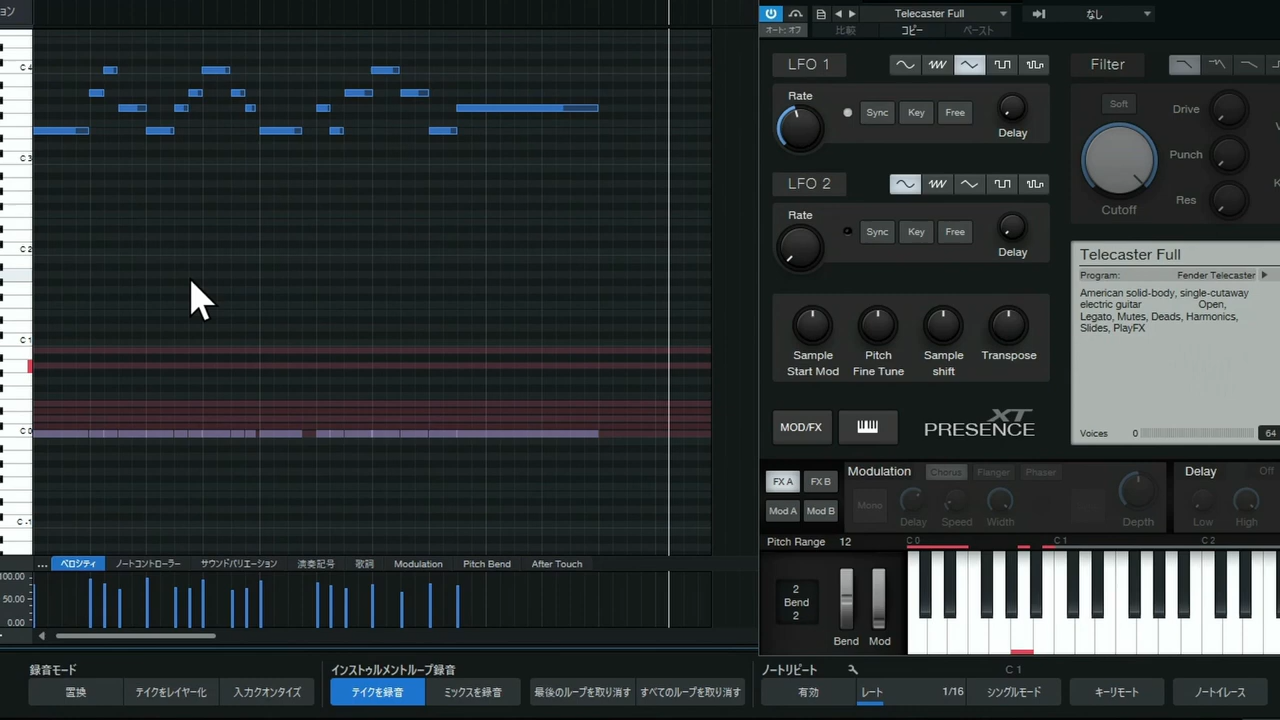 ョン
Telecaster Full
なし
オート: オフ
比較
コピー
ペースト
C 4
C 3
C 2
C 1
C 0
C -1
LFO 1
Rate
Sync
Key
Free
Delay
LFO 2
Rate
Sync
Key
Free
Delay
Sample Start Mod
Pitch Fine Tune
Sample shift
Transpose
MOD/FX
XT
PRESENCE
Filter
Soft
Drive
Punch
Cutoff
Res
Telecaster Full
Program: Fender Telecaster
American solid-body, single-cutaway
electric guitar Open,
Legato, Mutes, Deads, Harmonics,
Slides, PlayFX
Voices 0 64
FX A
FX B
Mod A
Mod B
Modulation
Chorus
Flanger
Phaser
Mono
Delay
Speed
Width
Depth
Delay
Off
Low
High
Pitch Range 12
C 0
C 1
C 2
2
Bend
2
Bend
Mod
... ベロシティ ノートコントローラー サウンドバリエーション 演奏記号 歌詞 Modulation Pitch Bend After Touch
100.00
50.00
0.00
録音モード
置換
テイクをレイヤー化
入力クオンタイズ
インストゥルメントループ録音
テイクを録音
ミックスを録音
最後のループを取り消す
すべてのループを取り消す
ノートリピート
C 1
有効
レート 1/16
シングルモード
キーリモート
ノートイレース